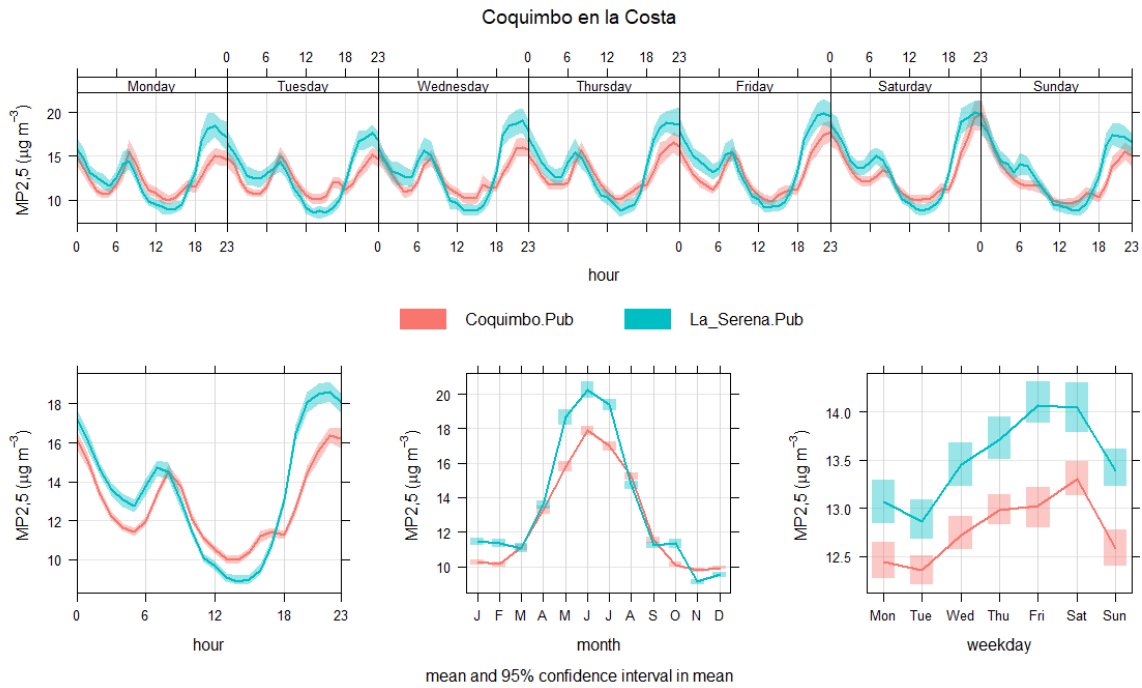 Coquimbo en la Costa
0 6 12 18 23 0 6 12 18 23 0 6 12 18 23
Monday Tuesday Wednesday Thursday Friday Saturday Sunday
MP2,5 (µg m⁻³)
20
15
10
0 6 12 18 23 0 6 12 18 23 0 6 12 18 23 0 6 12 18 23
hour
Coquimbo.Pub La_Serena.Pub
MP2,5 (µg m⁻³)
18
16
14
12
10
0 6 12 18 23
hour
MP2,5 (µg m⁻³)
20
18
16
14
12
10
J F M A M J J A S O N D
month
MP2,5 (µg m⁻³)
14.0
13.5
13.0
12.5
Mon Tue Wed Thu Fri Sat Sun
weekday
mean and 95% confidence interval in mean